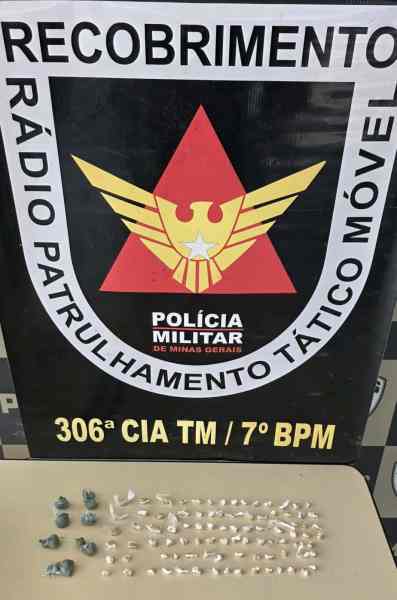 RECOBRIMENTO
RÁDIO PATRULHAMENTO TÁTICO MÓVEL
POLÍCIA
MILITAR
DE MINAS GERAIS
306ª CIA TM / 7º BPM